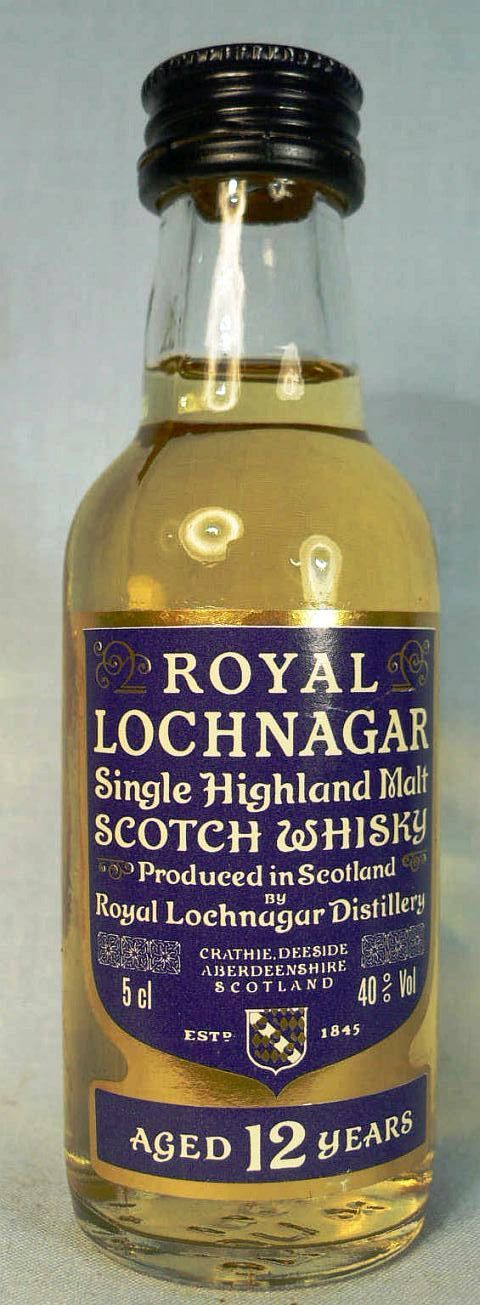 ROYAL
LOCHNAGAR
Single Highland Malt
SCOTCH WHISKY
Produced in Scotland
BY
Royal Lochnagar Distillery
CRATHIE, DEESIDE
ABERDEENSHIRE
SCOTLAND
5 cl
40% Vol
ESTD 1845
AGED 12 YEARS